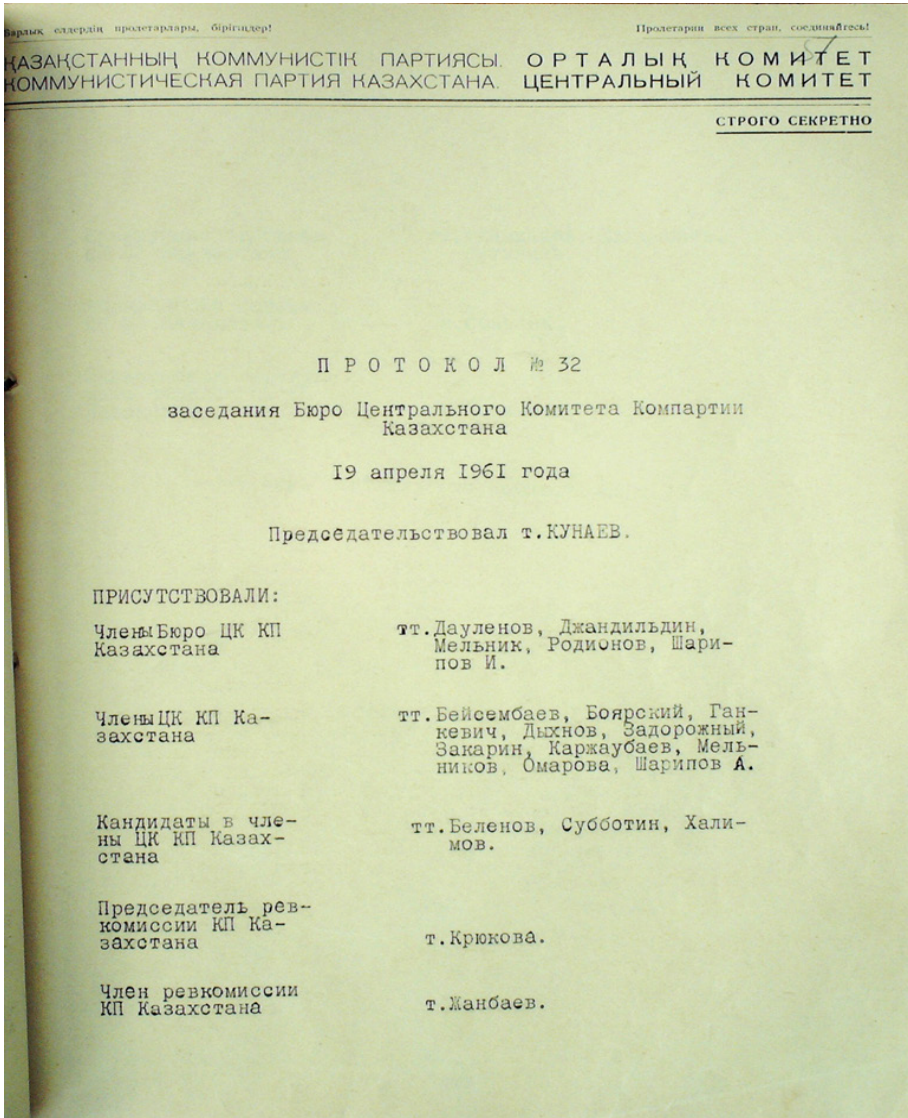 Барлық елдердің пролетарлары, бірігіңдер! Пролетарии всех стран, соединяйтесь!
ҚАЗАҚСТАННЫҢ КОММУНИСТІК ПАРТИЯСЫ. ОРТАЛЫҚ КОМИТЕТ
КОММУНИСТИЧЕСКАЯ ПАРТИЯ КАЗАХСТАНА. ЦЕНТРАЛЬНЫЙ КОМИТЕТ
СТРОГО СЕКРЕТНО
ПРОТОКОЛ № 32
заседания Бюро Центрального Комитета Компартии
Казахстана
19 апреля 1961 года
Председательствовал т.КУНАЕВ.
ПРИСУТСТВОВАЛИ:
Члены Бюро ЦК КП
Казахстана
тт.Дауленов, Джандильдин,
Мельник, Родионов, Шари-
пов И.
Члены ЦК КП Ка-
захстана
тт.Бейсембаев, Боярский, Ган-
кевич, Дыхнов, Задорожный,
Закарин, Каржаубаев, Мель-
ников, Омарова, Шарипов А.
Кандидаты в чле-
ны ЦК КП Казах-
стана
тт.Беленов, Субботин, Хали-
мов.
Председатель рев-
комиссии КП Ка-
захстана
т.Крюкова.
Член ревкомиссии
КП Казахстана
т.Жанбаев.